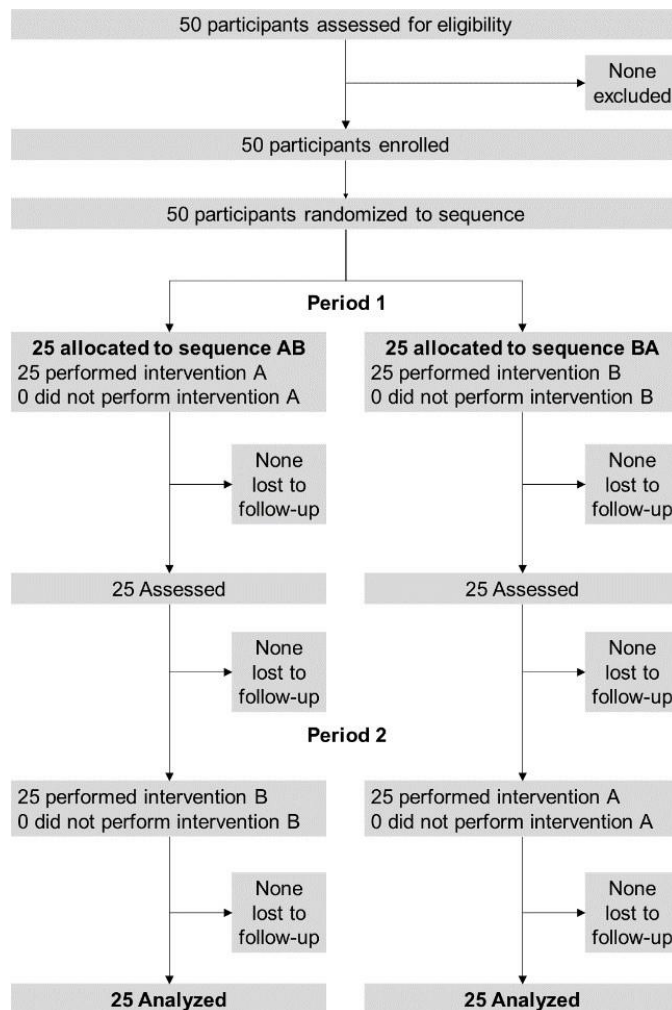 50 participants assessed for eligibility
None
excluded
50 participants enrolled
50 participants randomized to sequence
Period 1
25 allocated to sequence AB
25 performed intervention A
0 did not perform intervention A
25 allocated to sequence BA
25 performed intervention B
0 did not perform intervention B
None
lost to
follow-up
None
lost to
follow-up
25 Assessed
25 Assessed
None
lost to
follow-up
None
lost to
follow-up
Period 2
25 performed intervention B
0 did not perform intervention B
25 performed intervention A
0 did not perform intervention A
None
lost to
follow-up
None
lost to
follow-up
25 Analyzed
25 Analyzed